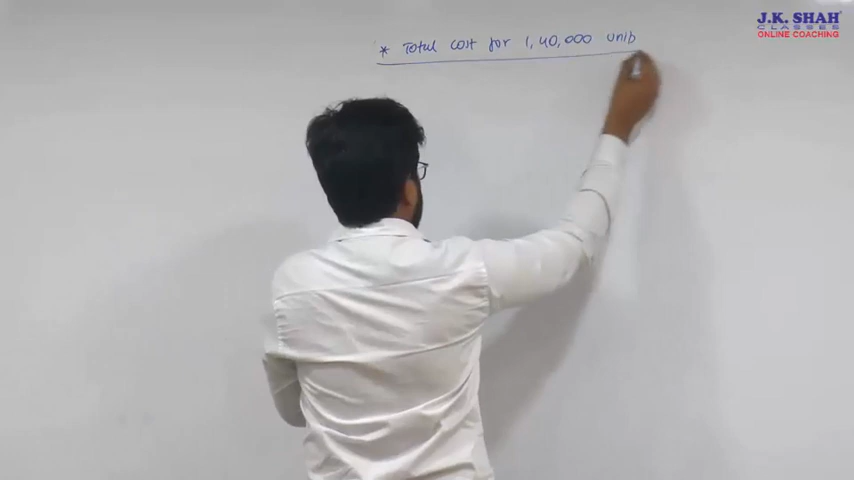 J.K. SHAH
CLASSES
ONLINE COACHING
* Total cost for 1,40,000 units